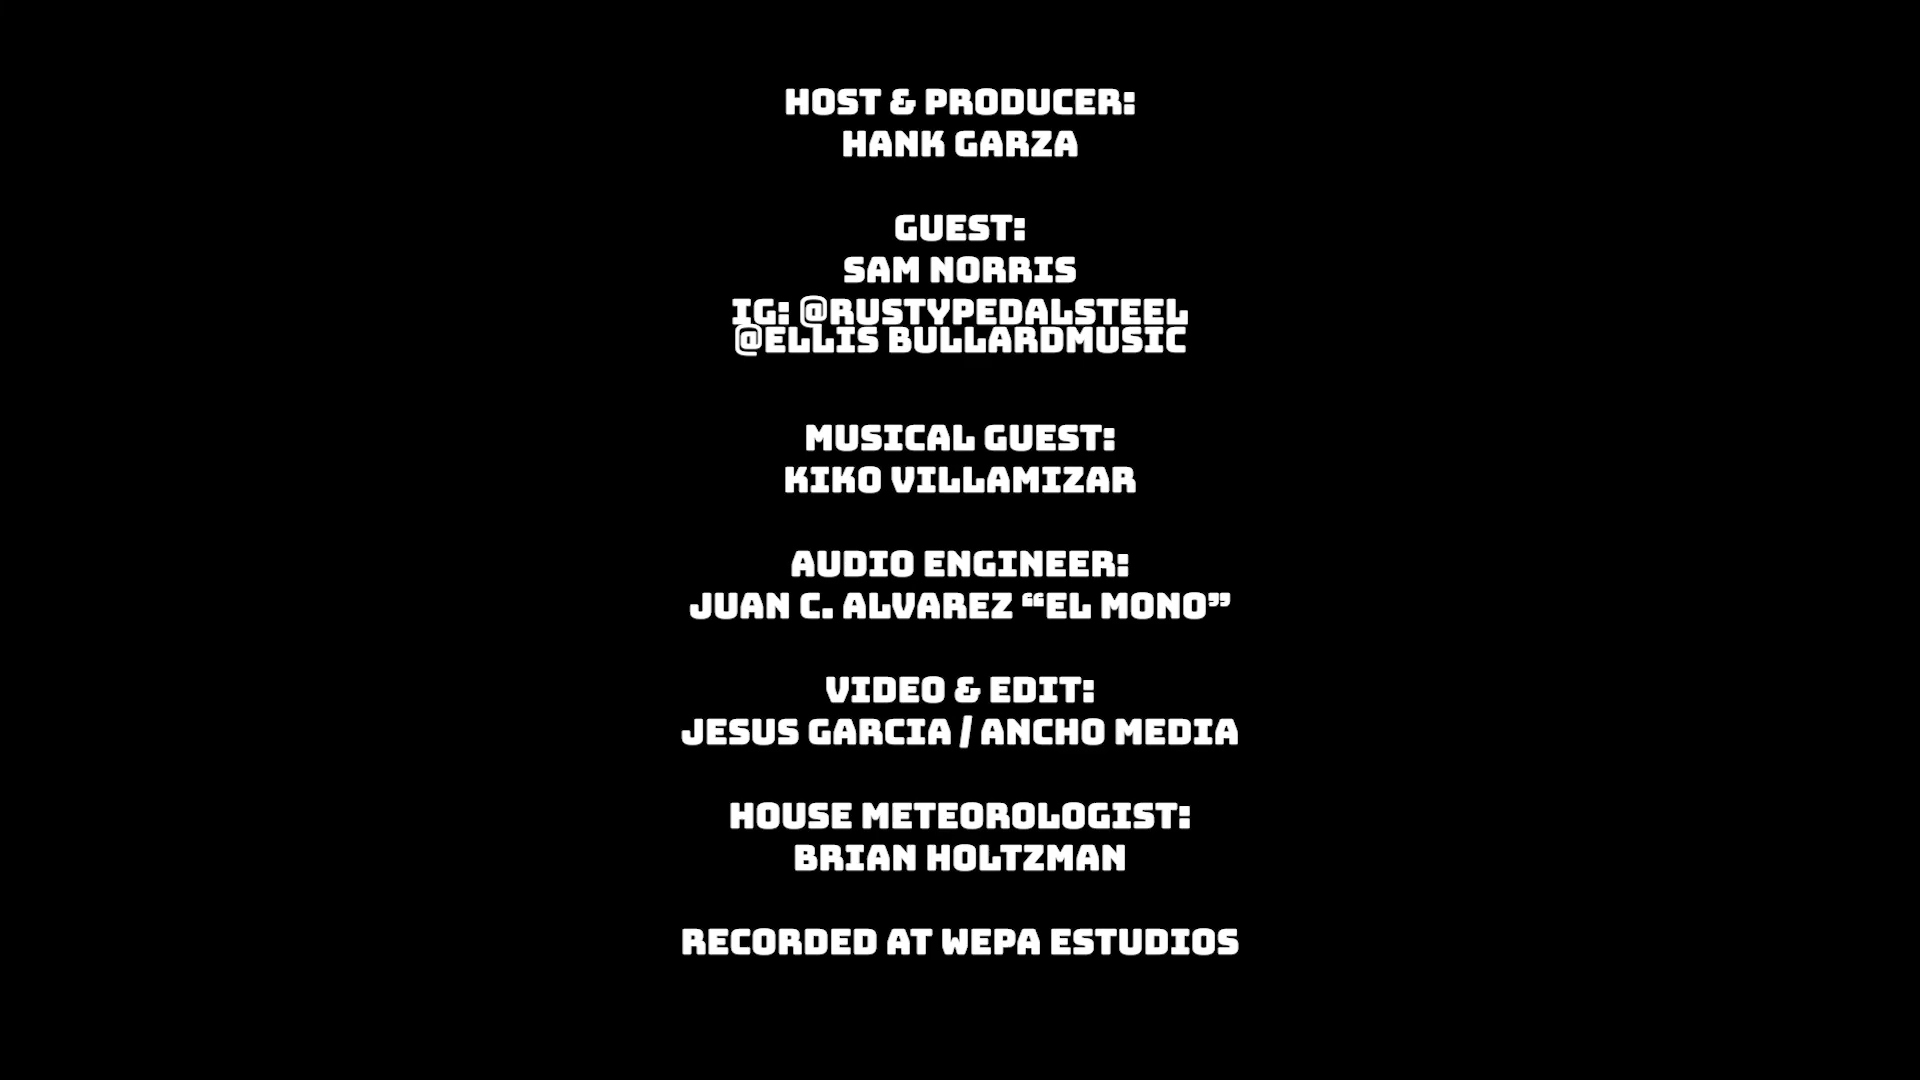 HOST & PRODUCER:
HANK GARZA
GUEST:
SAM NORRIS
IG: @RUSTYPEDALSTEEL
@ELLIS BULLARDMUSIC
MUSICAL GUEST:
KIKO VILLAMIZAR
AUDIO ENGINEER:
JUAN C. ALVAREZ “EL MONO”
VIDEO & EDIT:
JESUS GARCIA / ANCHO MEDIA
HOUSE METEOROLOGIST:
BRIAN HOLTZMAN
RECORDED AT WEPA ESTUDIOS